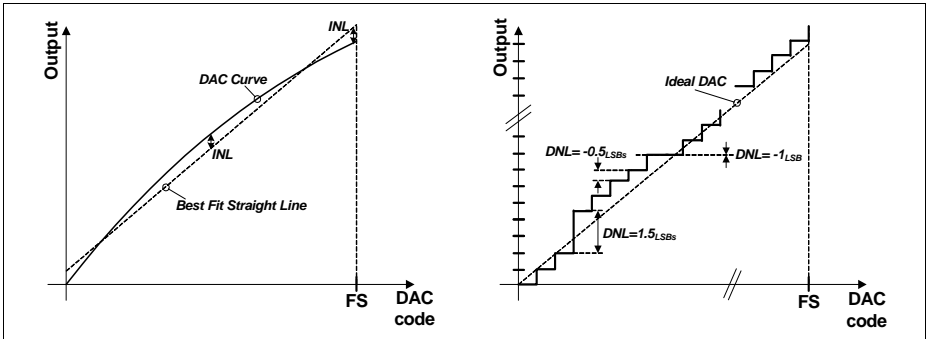 Output
INL
DAC Curve
INL
Best Fit Straight Line
FS
DAC
code
Output
Ideal DAC
DNL= -0.5LSBs
DNL= -1LSB
DNL=1.5LSBs
FS
DAC
code